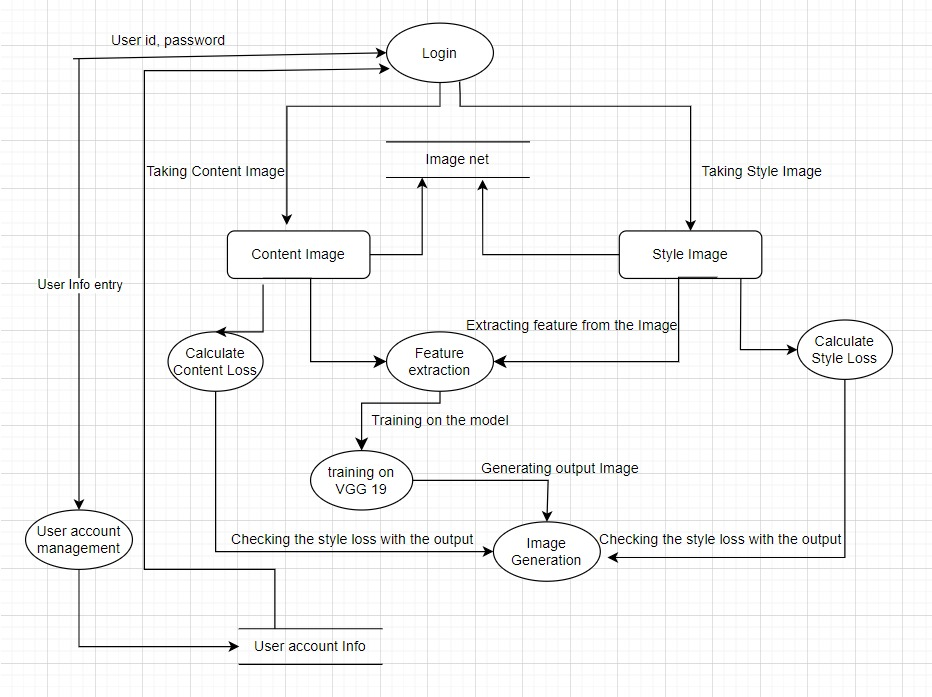 User id, password
Login
Image net
Taking Content Image
Taking Style Image
Content Image
Style Image
User Info entry
Extracting feature from the Image
Calculate
Content Loss
Feature
extraction
Calculate
Style Loss
Training on the model
training on
VGG 19
Generating output Image
User account
management
Checking the style loss with the output
Image
Generation
Checking the style loss with the output
User account Info